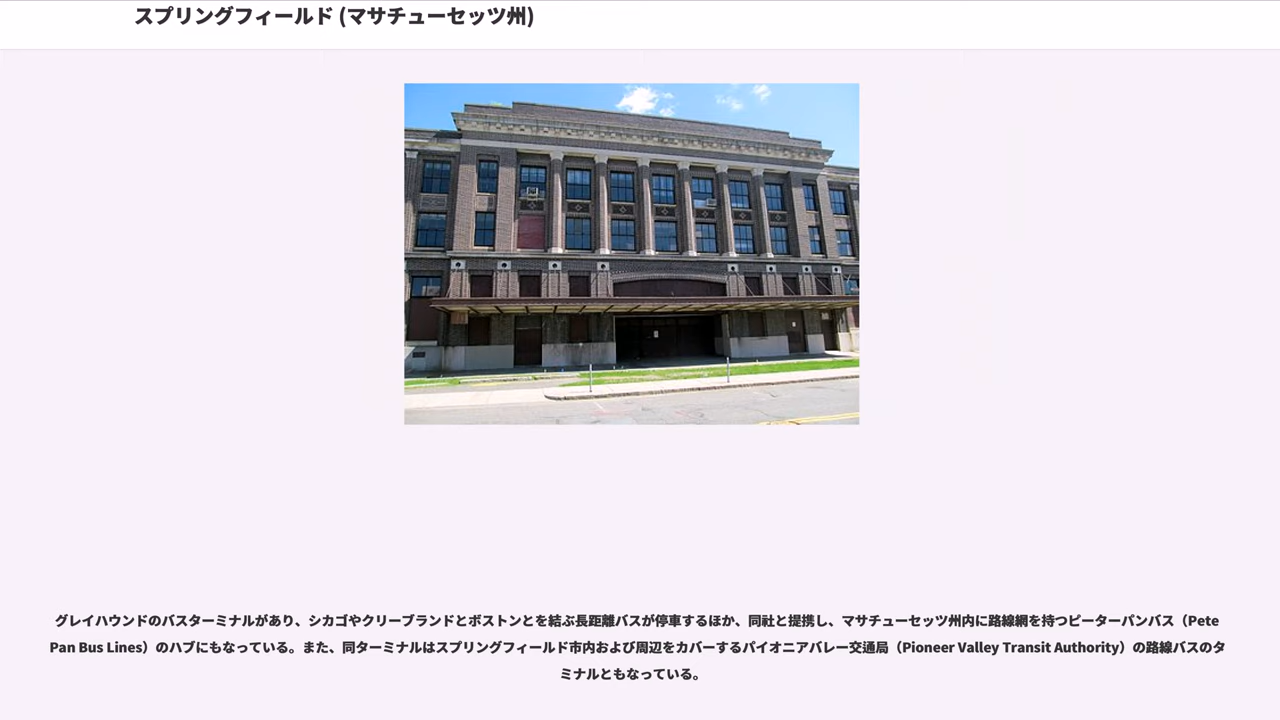 スプリングフィールド (マサチューセッツ州)
グレイハウンドのバスターミナルがあり、シカゴやクリーブランドとボストンとを結ぶ長距離バスが停車するほか、同社と提携し、マサチューセッツ州内に路線網を持つピーターパンバス（Pete
Pan Bus Lines）のハブにもなっている。また、同ターミナルはスプリングフィールド市内および周辺をカバーするパイオニアバレー交通局（Pioneer Valley Transit Authority）の路線バスのタ
ミナルともなっている。